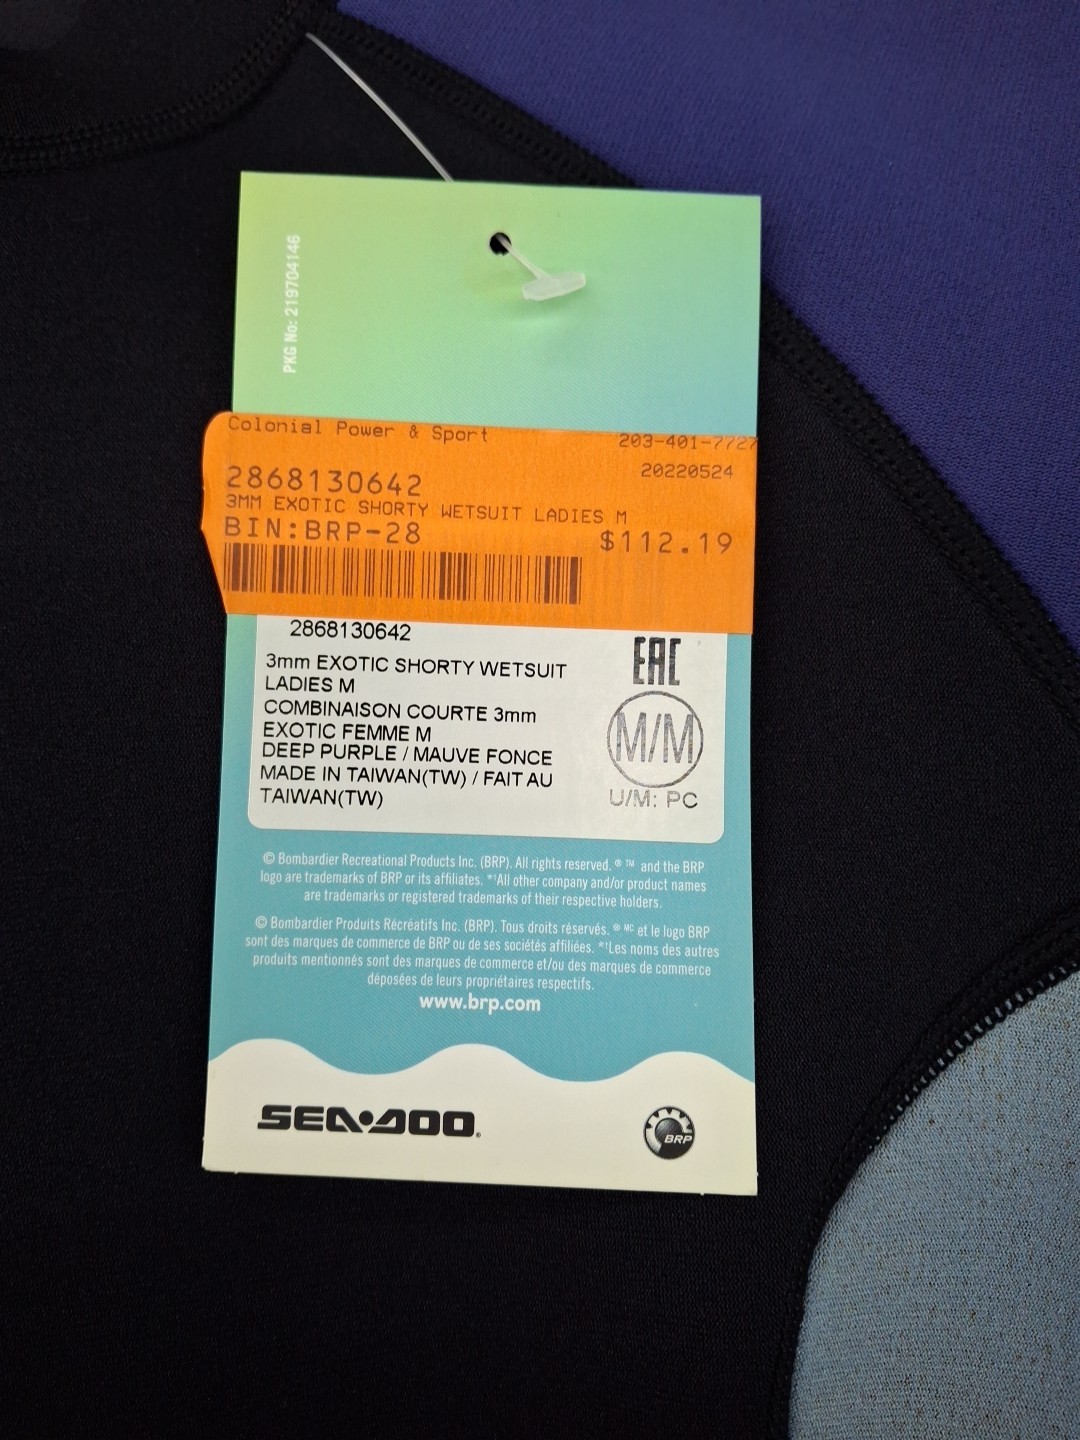 PKG No: 219704146
Colonial Power & Sport 203-401-7727
2868130642 20220524
3MM EXOTIC SHORTY WETSUIT LADIES M
BIN:BRP-28 $112.19
2868130642
3mm EXOTIC SHORTY WETSUIT
LADIES M
COMBINAISON COURTE 3mm
EXOTIC FEMME M
DEEP PURPLE / MAUVE FONCE
MADE IN TAIWAN(TW) / FAIT AU
TAIWAN(TW)
EAC
M/M
U/M: PC
© Bombardier Recreational Products Inc. (BRP). All rights reserved. ® ™ and the BRP
logo are trademarks of BRP or its affiliates. *†All other company and/or product names
are trademarks or registered trademarks of their respective holders.
© Bombardier Produits Récréatifs Inc. (BRP). Tous droits réservés. ® MC et le logo BRP
sont des marques de commerce de BRP ou de ses sociétés affiliées. *†Les noms des autres
produits mentionnés sont des marques de commerce et/ou des marques de commerce
déposées de leurs propriétaires respectifs.
www.brp.com
SEA·DOO®
BRP